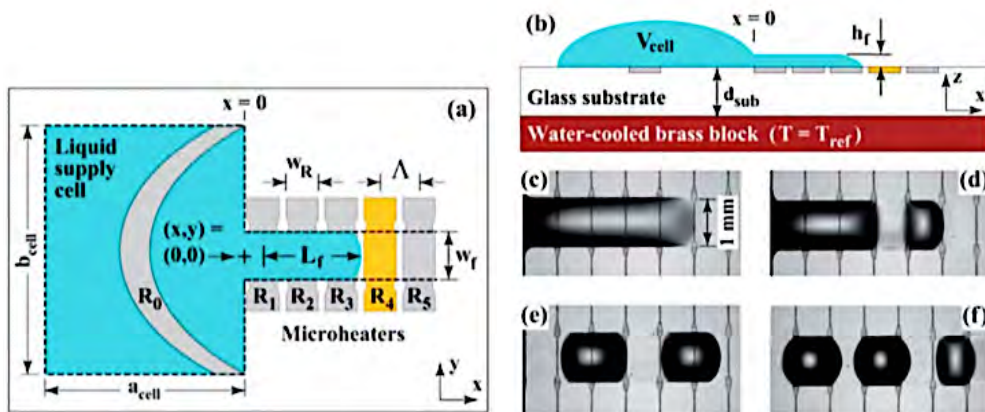 x = 0
(a)
Liquid
supply
cell
b_cell
R_0
(x,y) =
(0,0)
L_f
w_R
Λ
w_f
R_1 R_2 R_3 R_4 R_5
Microheaters
a_cell
y
x
(b)
x = 0
V_cell
h_f
z
x
d_sub
Glass substrate
Water-cooled brass block (T = T_ref)
(c)
1 mm
(d)
(e)
(f)